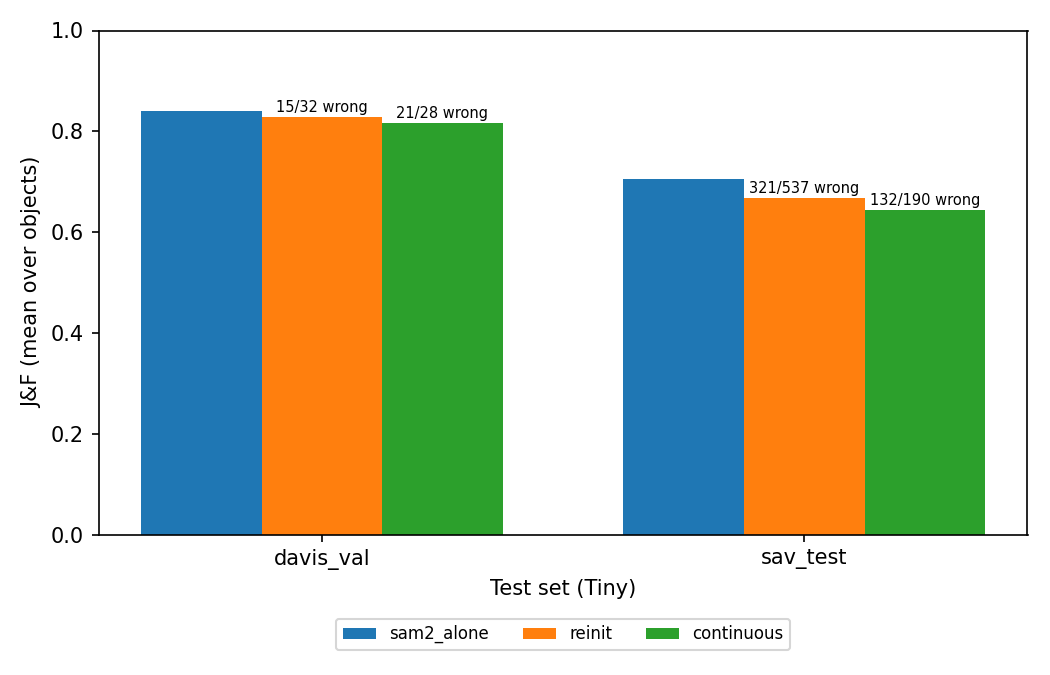 1.0
0.8
0.6
0.4
0.2
0.0
J&F (mean over objects)
15/32 wrong
21/28 wrong
321/537 wrong
132/190 wrong
davis_val
sav_test
Test set (Tiny)
sam2_alone
reinit
continuous